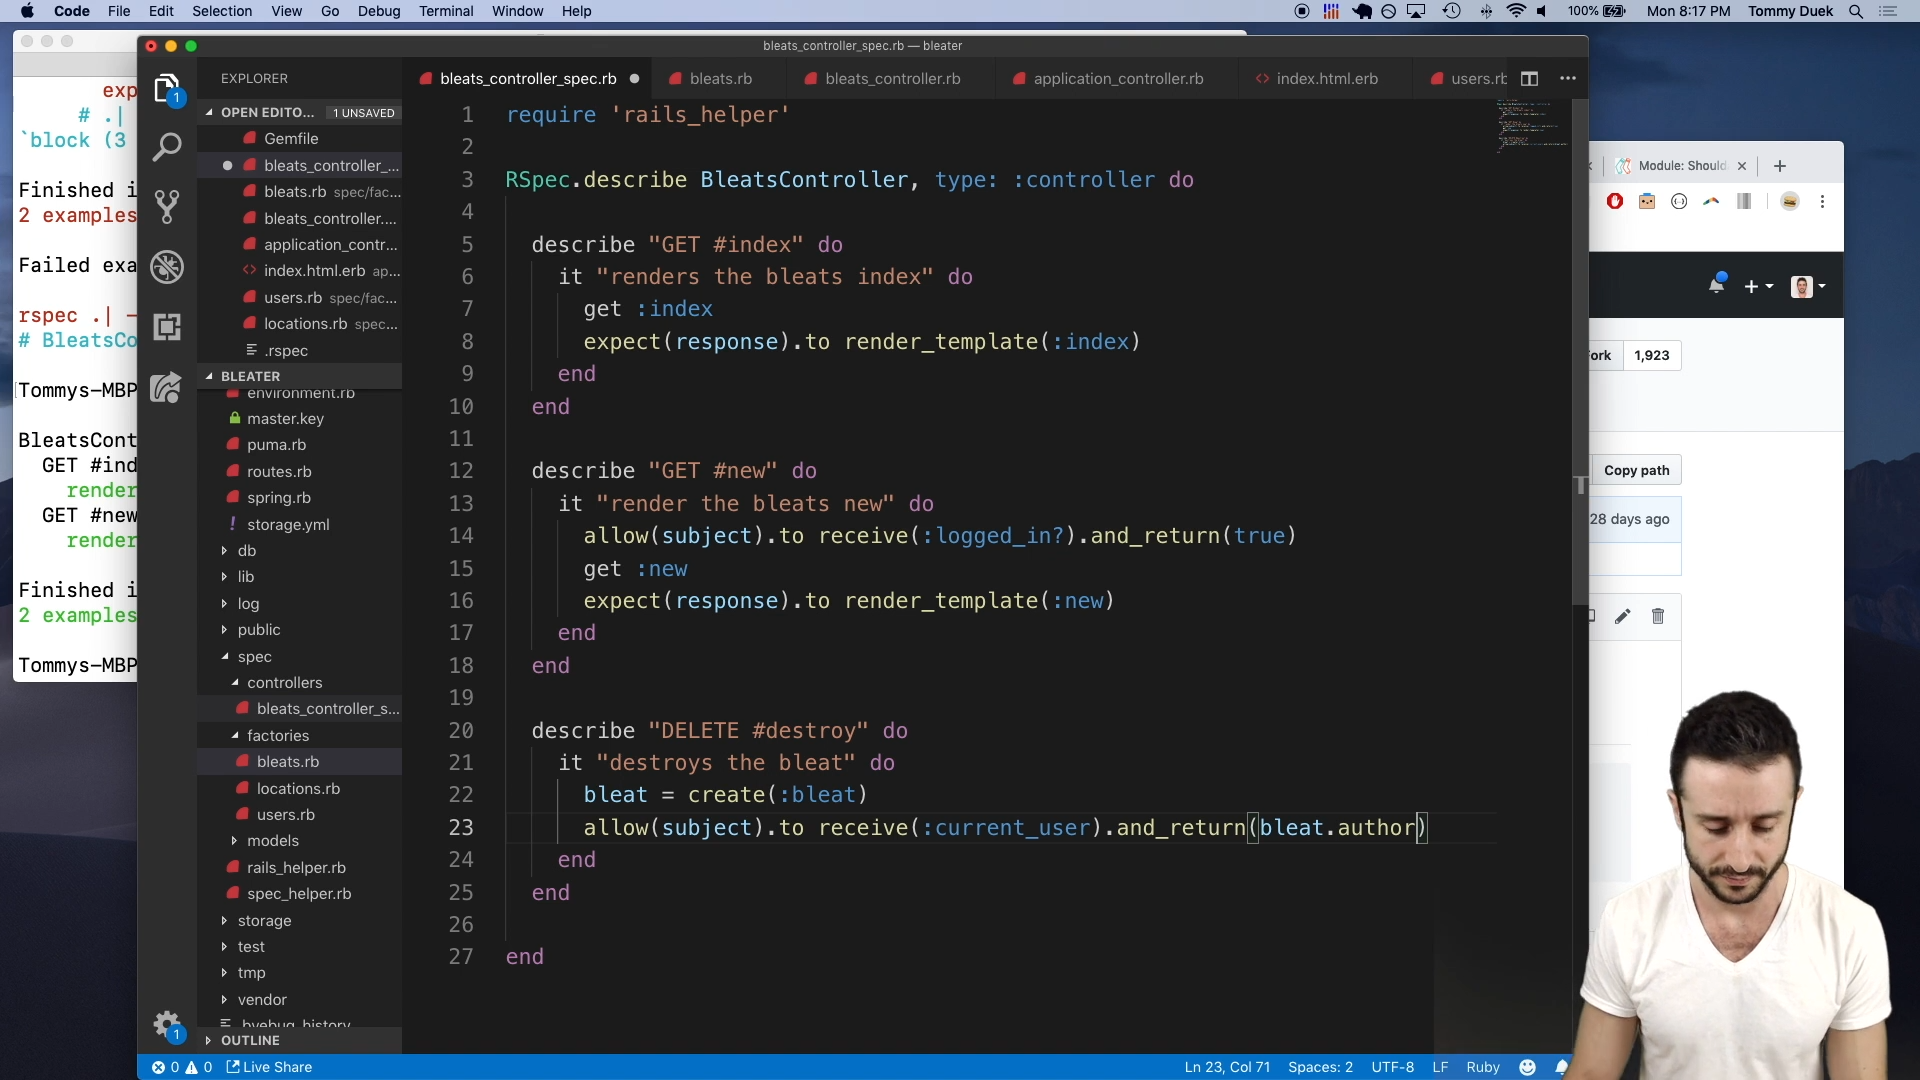 Code File Edit Selection View Go Debug Terminal Window Help
100% Mon 8:17 PM Tommy Duek
bleats_controller_spec.rb — bleater
EXPLORER
OPEN EDITO... 1 UNSAVED
Gemfile
bleats_controller_...
bleats.rb spec/fac...
bleats_controller....
application_contr...
index.html.erb ap...
users.rb spec/fac...
locations.rb spec...
.rspec
BLEATER
environment.rb
master.key
puma.rb
routes.rb
spring.rb
storage.yml
db
lib
log
public
spec
controllers
bleats_controller_s...
factories
bleats.rb
locations.rb
users.rb
models
rails_helper.rb
spec_helper.rb
storage
test
tmp
vendor
.byebug_history
OUTLINE
bleats_controller_spec.rb bleats.rb bleats_controller.rb application_controller.rb index.html.erb users.rb
1 require 'rails_helper'
2
3 RSpec.describe BleatsController, type: :controller do
4
5 describe "GET #index" do
6 it "renders the bleats index" do
7 get :index
8 expect(response).to render_template(:index)
9 end
10 end
11
12 describe "GET #new" do
13 it "render the bleats new" do
14 allow(subject).to receive(:logged_in?).and_return(true)
15 get :new
16 expect(response).to render_template(:new)
17 end
18 end
19
20 describe "DELETE #destroy" do
21 it "destroys the bleat" do
22 bleat = create(:bleat)
23 allow(subject).to receive(:current_user).and_return(bleat.author)
24 end
25 end
26
27 end
1
1
0 0 Live Share
Ln 23, Col 71 Spaces: 2 UTF-8 LF Ruby
exp
# .|
`block (3
Finished i
2 examples
Failed exa
rspec .| –
# BleatsCo
Tommys-MBP
BleatsCont
GET #ind
render
GET #new
render
Finished i
2 examples
Tommys-MBP
Module: Should
ork 1,923
Copy path
28 days ago